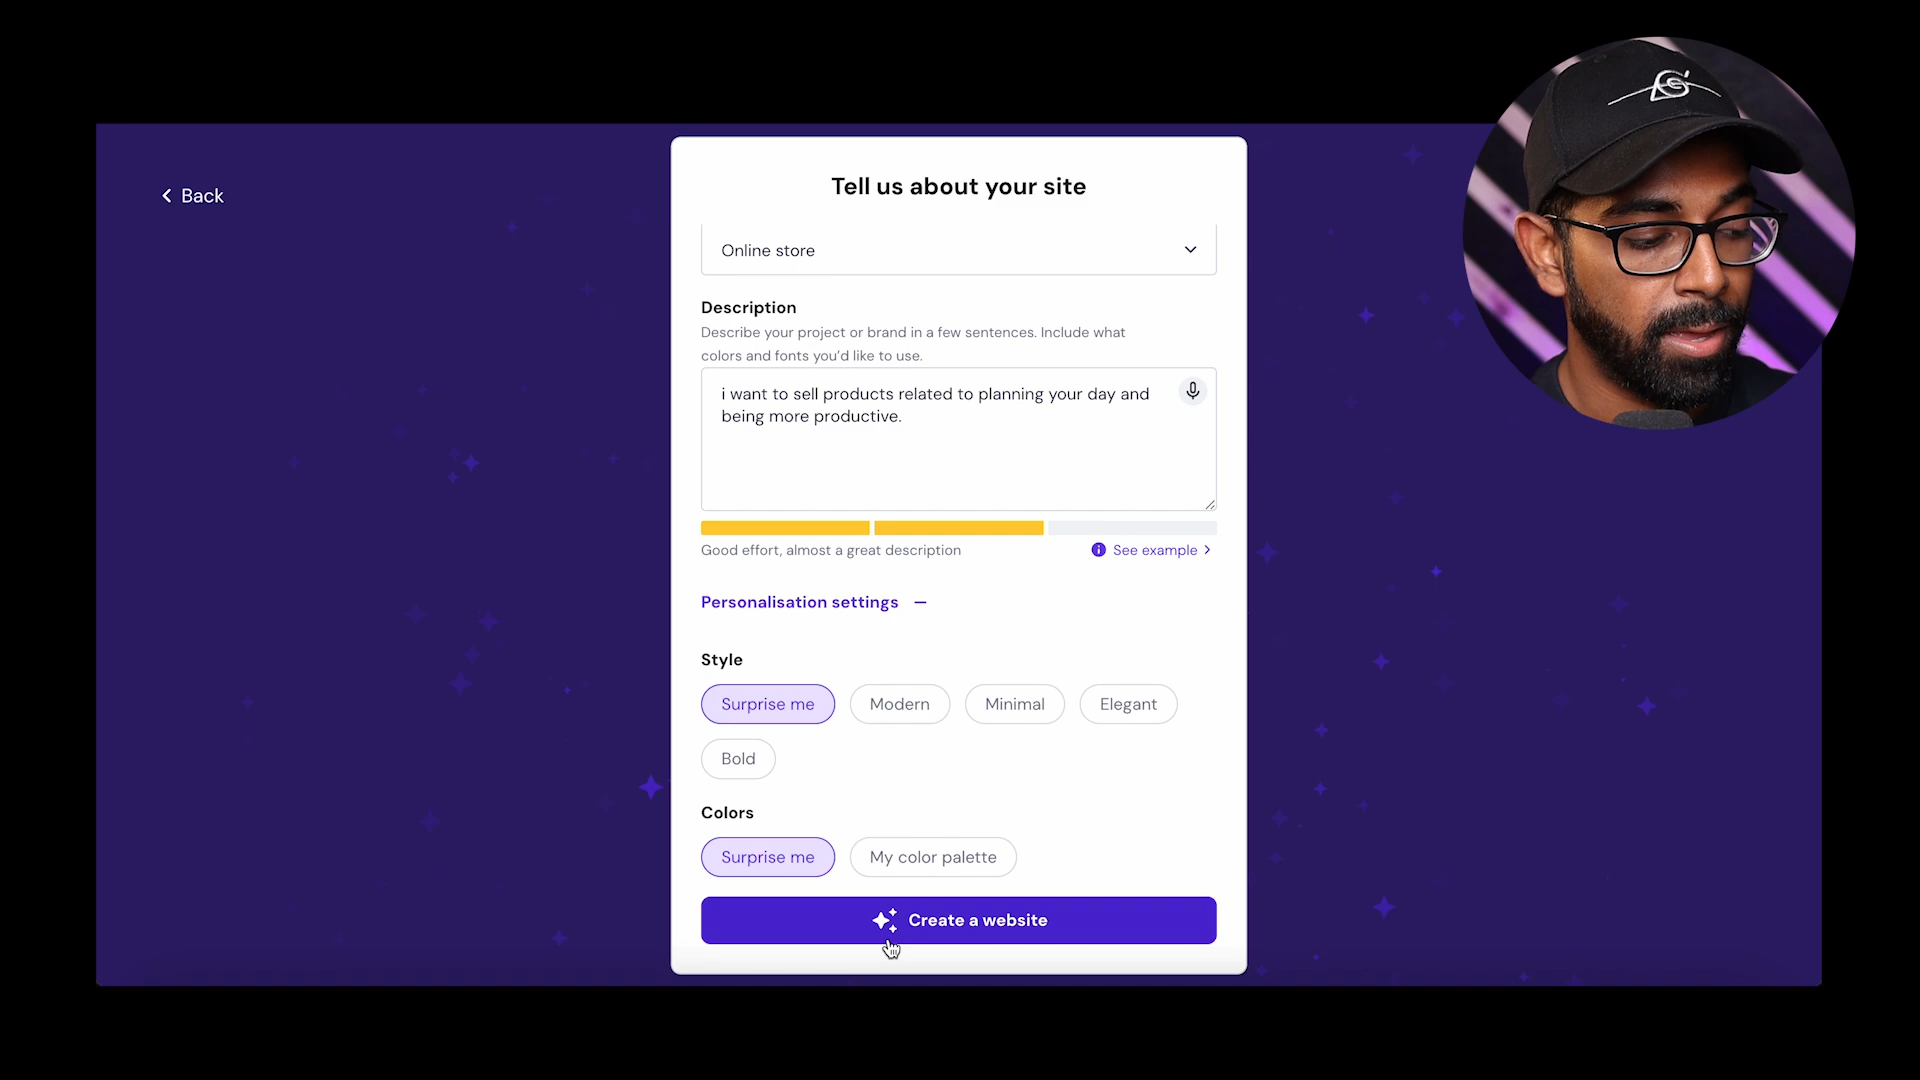 Back
Tell us about your site
Online store
Description
Describe your project or brand in a few sentences. Include what
colors and fonts you’d like to use.
i want to sell products related to planning your day and
being more productive.
Good effort, almost a great description
See example
Personalisation settings
Style
Surprise me
Modern
Minimal
Elegant
Bold
Colors
Surprise me
My color palette
Create a website